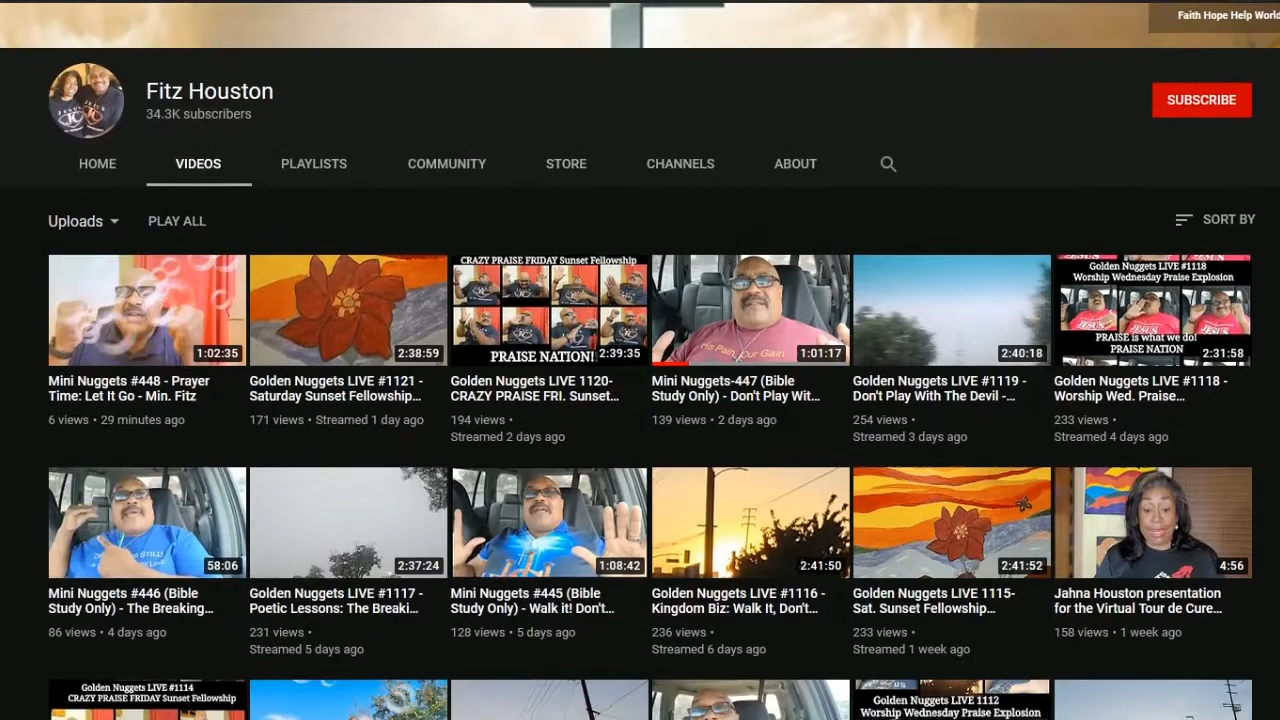 Faith Hope Help World
Fitz Houston
34.3K subscribers
SUBSCRIBE
HOME
VIDEOS
PLAYLISTS
COMMUNITY
STORE
CHANNELS
ABOUT
Uploads
PLAY ALL
SORT BY
1:02:35
2:38:59
CRAZY PRAISE FRIDAY Sunset Fellowship
PRAISE NATION!
2:39:35
His Pain, Our Gain
1:01:17
2:40:18
Golden Nuggets LIVE #1118
Worship Wednesday Praise Explosion
JESUS
JESUS
JESUS
PRAISE is what we do!
PRAISE NATION
2:31:58
Mini Nuggets #448 - Prayer
Time: Let It Go - Min. Fitz
6 views • 29 minutes ago
Golden Nuggets LIVE #1121 -
Saturday Sunset Fellowship...
171 views • Streamed 1 day ago
Golden Nuggets LIVE 1120-
CRAZY PRAISE FRI. Sunset...
194 views •
Streamed 2 days ago
Mini Nuggets-447 (Bible
Study Only) - Don't Play Wit...
139 views • 2 days ago
Golden Nuggets LIVE #1119 -
Don't Play With The Devil -...
254 views •
Streamed 3 days ago
Golden Nuggets LIVE #1118 -
Worship Wed. Praise...
233 views •
Streamed 4 days ago
58:06
2:37:24
1:08:42
2:41:50
2:41:52
4:56
Mini Nuggets #446 (Bible
Study Only) - The Breaking...
86 views • 4 days ago
Golden Nuggets LIVE #1117 -
Poetic Lessons: The Breaki...
231 views •
Streamed 5 days ago
Mini Nuggets #445 (Bible
Study Only) - Walk it! Don't...
128 views • 5 days ago
Golden Nuggets LIVE #1116 -
Kingdom Biz: Walk It, Don't...
236 views •
Streamed 6 days ago
Golden Nuggets LIVE 1115-
Sat. Sunset Fellowship...
233 views •
Streamed 1 week ago
Jahna Houston presentation
for the Virtual Tour de Cure...
158 views • 1 week ago
Golden Nuggets LIVE #1114
CRAZY PRAISE FRIDAY Sunset Fellowship
Golden Nuggets LIVE 1112
Worship Wednesday Praise Explosion